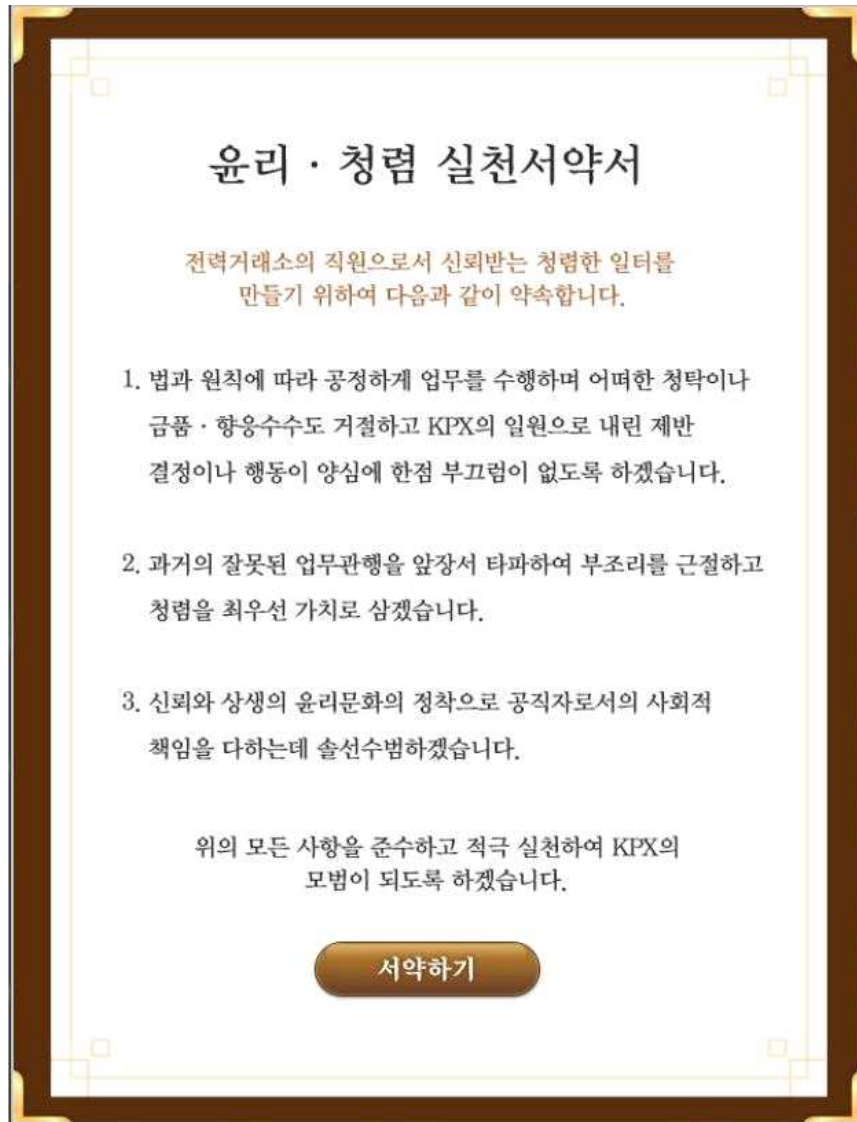 윤리 · 청렴 실천서약서
전력거래소의 직원으로서 신뢰받는 청렴한 일터를
만들기 위하여 다음과 같이 약속합니다.
1. 법과 원칙에 따라 공정하게 업무를 수행하며 어떠한 청탁이나
금품 · 향응수수도 거절하고 KPX의 일원으로 내린 제반
결정이나 행동이 양심에 한점 부끄럼이 없도록 하겠습니다.
2. 과거의 잘못된 업무관행을 앞장서 타파하여 부조리를 근절하고
청렴을 최우선 가치로 삼겠습니다.
3. 신뢰와 상생의 윤리문화의 정착으로 공직자로서의 사회적
책임을 다하는데 솔선수범하겠습니다.
위의 모든 사항을 준수하고 적극 실천하여 KPX의
모범이 되도록 하겠습니다.
서약하기